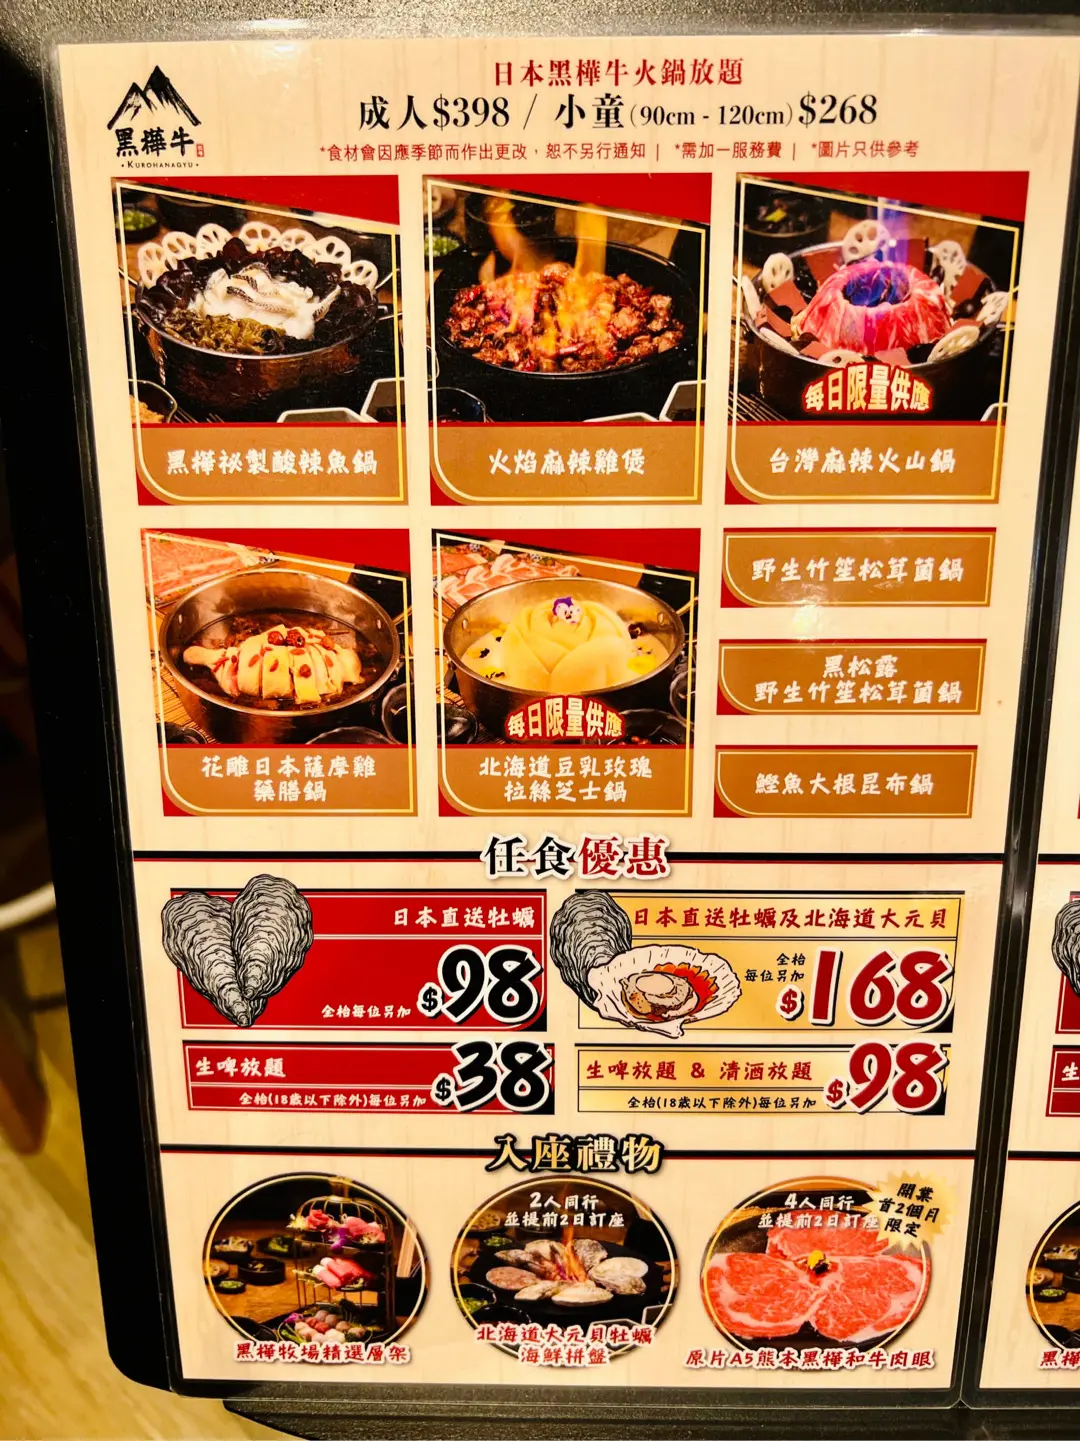 黑樺牛
KUROHANAGYU
日本黑樺牛火鍋放題
成人$398 / 小童(90cm - 120cm)$268
*食材會因應季節而作出更改，恕不另行通知 | *需加一服務費 | *圖片只供參考
黑樺祕製酸辣魚鍋
火焰麻辣雞煲
每日限量供應
台灣麻辣火山鍋
野生竹笙松茸菌鍋
黑松露
野生竹笙松茸菌鍋
花雕日本薩摩雞
藥膳鍋
每日限量供應
北海道豆乳玫瑰
拉絲芝士鍋
鰹魚大根昆布鍋
任食優惠
日本直送牡蠣
全枱每位另加 $98
日本直送牡蠣及北海道大元貝
全枱
每位另加
$168
生啤放題
$38
全枱(18歲以下除外)每位另加
生啤放題 & 清酒放題
$98
全枱(18歲以下除外)每位另加
入座禮物
黑樺牧場精選層架
2人同行
並提前2日訂座
北海道大元貝牡蠣
海鮮拼盤
4人同行
並提前2日訂座
開業
首2個月
限定
原片A5熊本黑樺和牛肉眼
生
黑樺